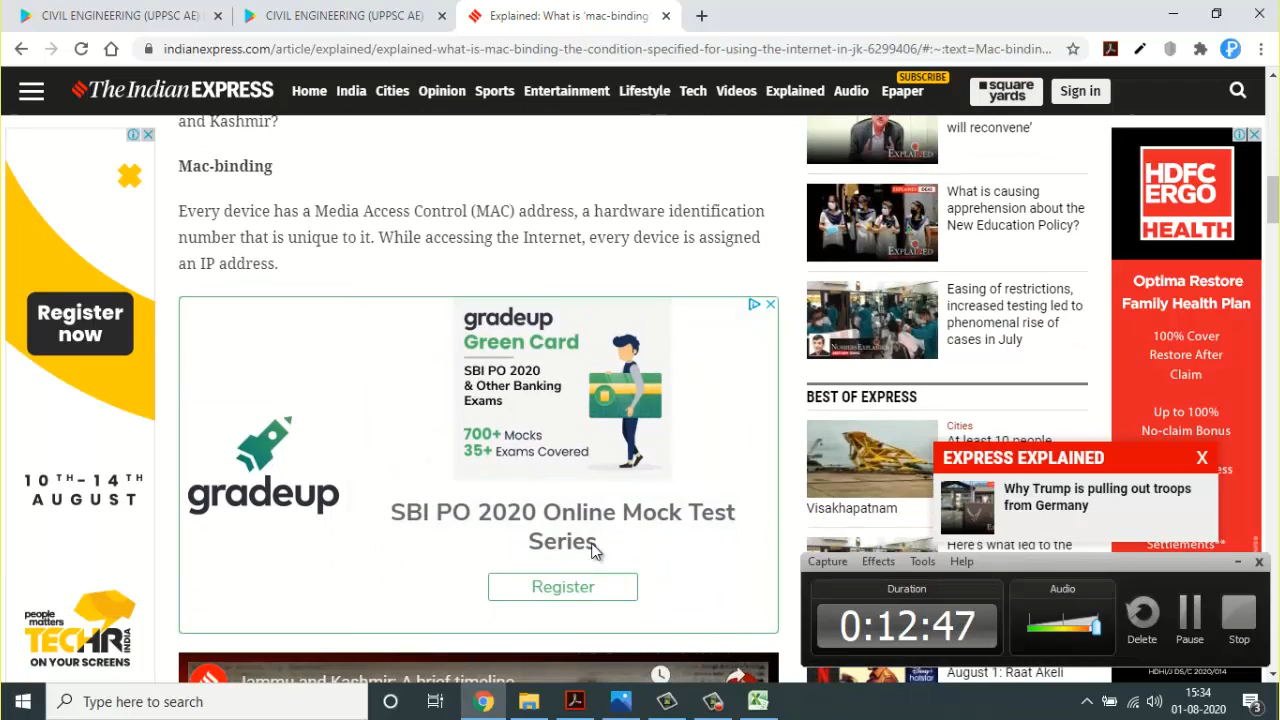 CIVIL ENGINEERING (UPPSC AE)
CIVIL ENGINEERING (UPPSC AE)
Explained: What is 'mac-binding
indianexpress.com/article/explained/explained-what-is-mac-binding-the-condition-specified-for-using-the-internet-in-jk-6299406/#:~:text=Mac-bindin...
The Indian EXPRESS
Home India Cities Opinion Sports Entertainment Lifestyle Tech Videos Explained Audio Epaper
SUBSCRIBE
square yards
Sign in
and Kashmir?
Mac-binding
Every device has a Media Access Control (MAC) address, a hardware identification
number that is unique to it. While accessing the Internet, every device is assigned
an IP address.
Register
now
10TH-14TH
AUGUST
people
matters
TECHR
INDIA
ON YOUR SCREENS
gradeup
Green Card
SBI PO 2020
& Other Banking
Exams
700+ Mocks
35+ Exams Covered
gradeup
SBI PO 2020 Online Mock Test
Series
Register
Jammu and Kashmir: A brief timeline
will reconvene'
EXPLAINED
What is causing
apprehension about the
New Education Policy?
EXPLAINED
Easing of restrictions,
increased testing led to
phenomenal rise of
cases in July
BEST OF EXPRESS
Cities
At least 10 people
Visakhapatnam
EXPRESS EXPLAINED
X
Why Trump is pulling out troops
from Germany
Here's what led to the
August 1: Raat Akeli
HDFC
ERGO
HEALTH
Optima Restore
Family Health Plan
100% Cover
Restore After
Claim
Up to 100%
No-claim Bonus
Settlements**
Capture Effects Tools Help
Duration
0:12:47
Audio
Delete
Pause
Stop
Type here to search
15:34
01-08-2020
3